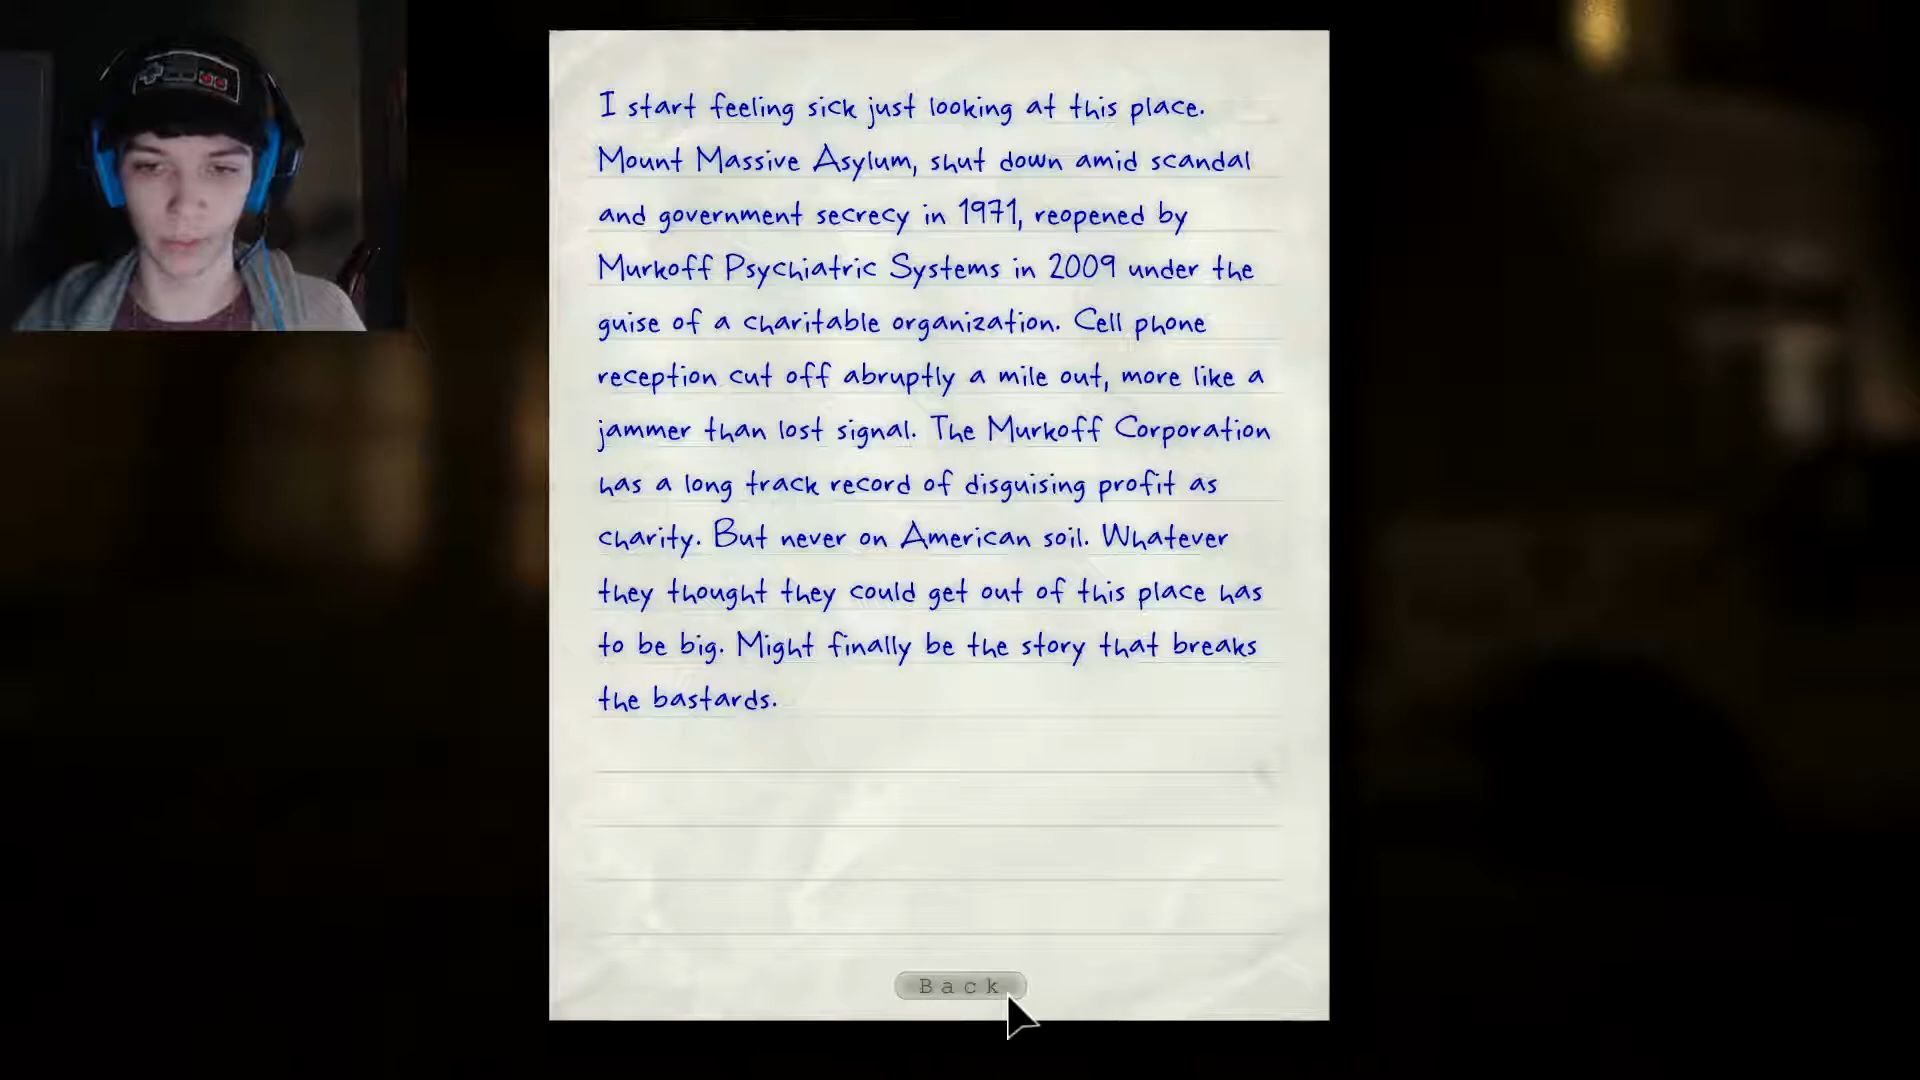 I start feeling sick just looking at this place.
Mount Massive Asylum, shut down amid scandal
and government secrecy in 1971, reopened by
Murkoff Psychiatric Systems in 2009 under the
guise of a charitable organization. Cell phone
reception cut off abruptly a mile out, more like a
jammer than lost signal. The Murkoff Corporation
has a long track record of disguising profit as
charity. But never on American soil. Whatever
they thought they could get out of this place has
to be big. Might finally be the story that breaks
the bastards.
Back